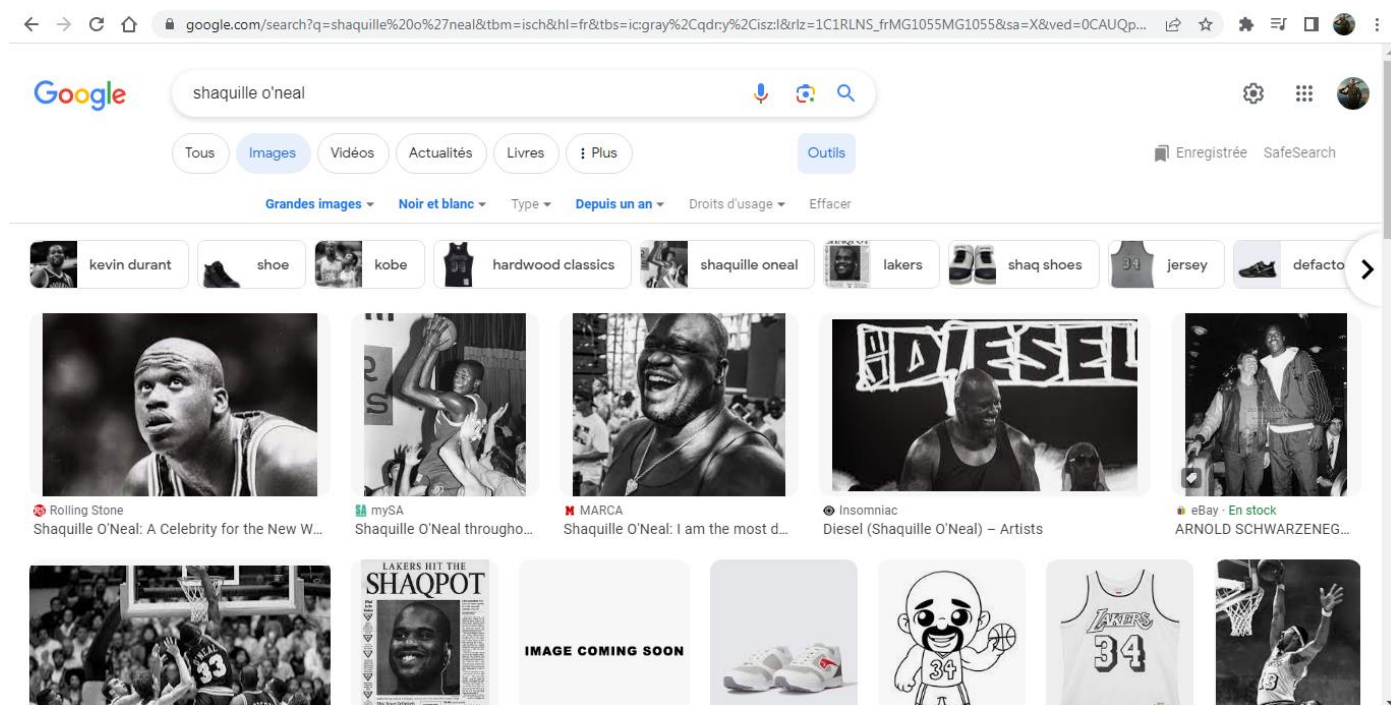 google.com/search?q=shaquille%20o%27neal&tbm=isch&hl=fr&tbs=ic:gray%2Cqdr:y%2Cisz:l&rlz=1C1RLNS_frMG1055MG1055&sa=X&ved=0CAUQp...
Google
shaquille o'neal
Tous
Images
Vidéos
Actualités
Livres
Plus
Outils
Enregistrée
SafeSearch
Grandes images
Noir et blanc
Type
Depuis un an
Droits d'usage
Effacer
kevin durant
shoe
kobe
hardwood classics
shaquille oneal
lakers
shaq shoes
jersey
defacto
DIESEL
Rolling Stone
Shaquille O'Neal: A Celebrity for the New W...
mySA
Shaquille O'Neal througho...
MARCA
Shaquille O'Neal: I am the most d...
Insomniac
Diesel (Shaquille O'Neal) – Artists
eBay · En stock
ARNOLD SCHWARZENEG...
LAKERS HIT THE
SHAQPOT
33
IMAGE COMING SOON
34
LAKERS
34